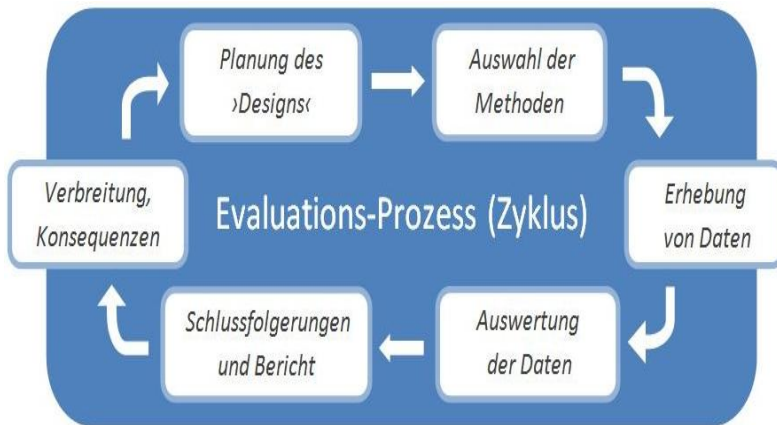 Planung des
›Designs‹
Auswahl der
Methoden
Verbreitung,
Konsequenzen
Evaluations-Prozess (Zyklus)
Erhebung
von Daten
Schlussfolgerungen
und Bericht
Auswertung
der Daten